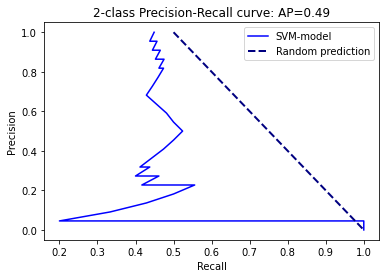 2-class Precision-Recall curve: AP=0.49
SVM-model
Random prediction
1.0
0.8
0.6
0.4
0.2
0.0
Precision
0.2 0.3 0.4 0.5 0.6 0.7 0.8 0.9 1.0
Recall